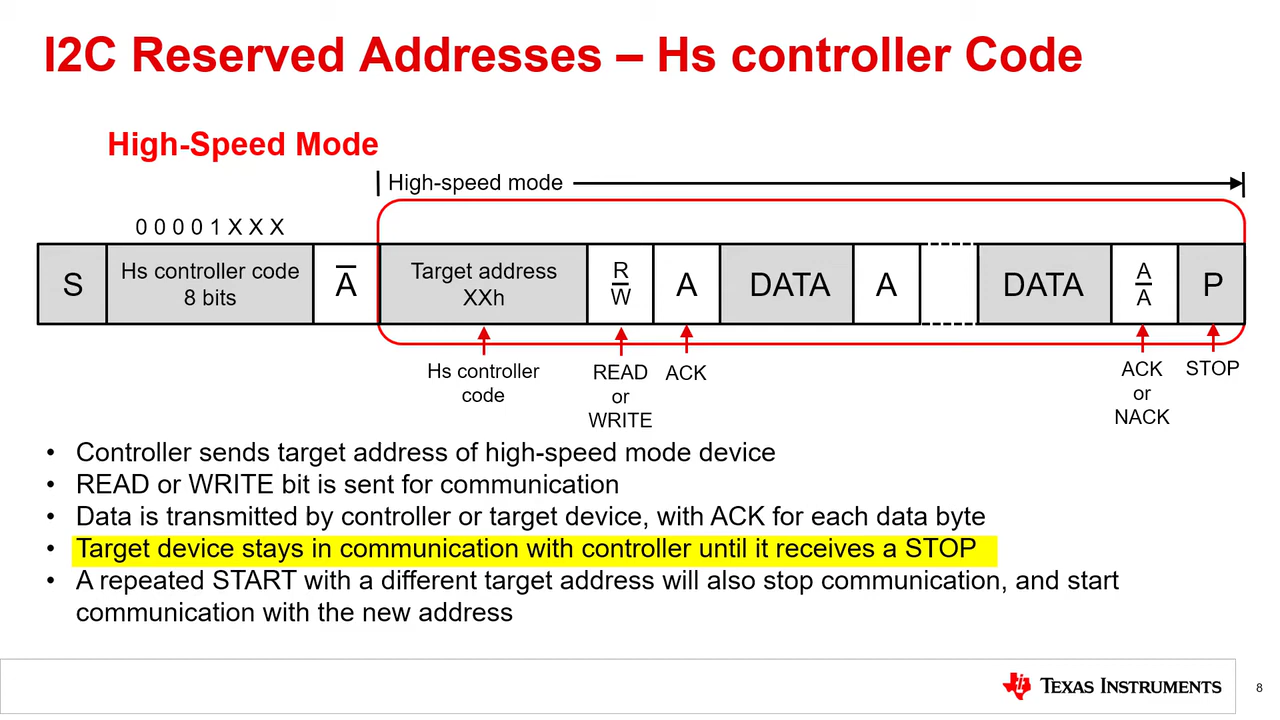 I2C Reserved Addresses – Hs controller Code
High-Speed Mode
High-speed mode
0 0 0 0 1 X X X
S
Hs controller code
8 bits
A
Target address
XXh
R
W
A
DATA
A
DATA
A
A
P
Hs controller
code
READ
or
WRITE
ACK
ACK
or
NACK
STOP
• Controller sends target address of high-speed mode device
• READ or WRITE bit is sent for communication
• Data is transmitted by controller or target device, with ACK for each data byte
• Target device stays in communication with controller until it receives a STOP
• A repeated START with a different target address will also stop communication, and start
communication with the new address
TEXAS INSTRUMENTS
8